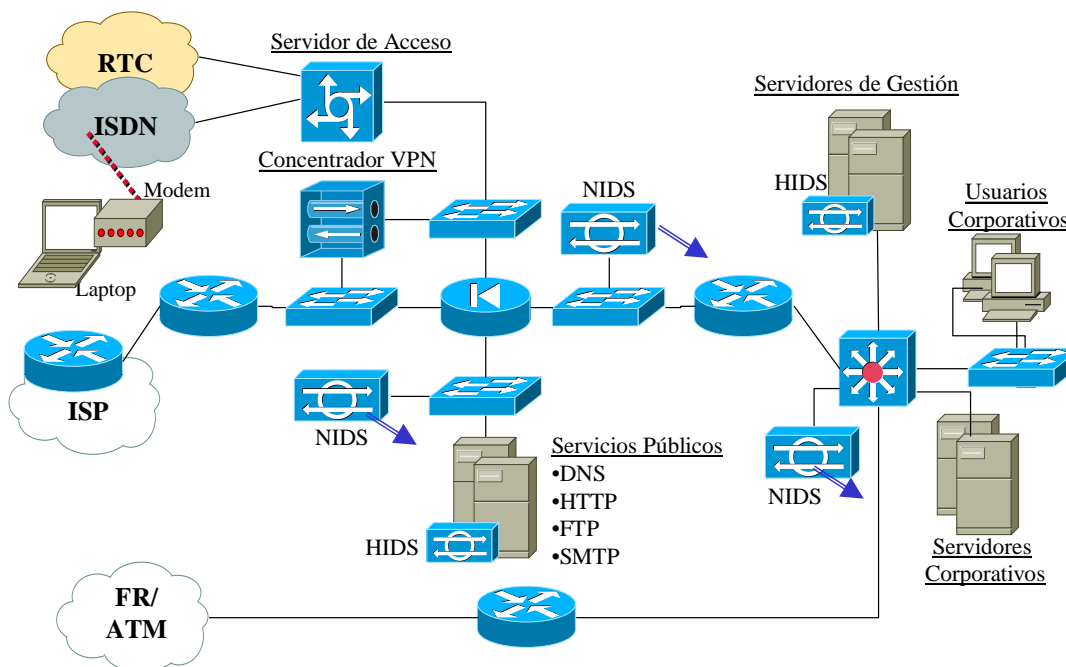 Servidor de Acceso
RTC
ISDN
Servidores de Gestión
Concentrador VPN
Modem
NIDS
HIDS
Usuarios
Corporativos
Laptop
ISP
NIDS
Servicios Públicos
•DNS
•HTTP
•FTP
•SMTP
HIDS
NIDS
Servidores
Corporativos
FR/
ATM